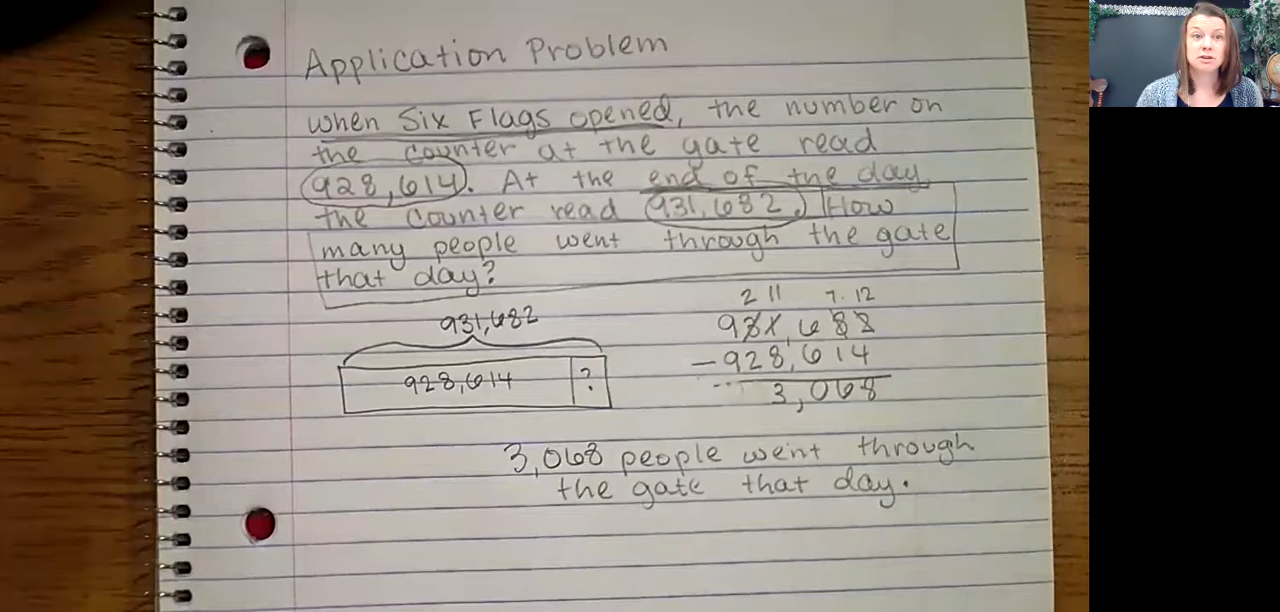 Application Problem
when Six Flags opened, the number on
the counter at the gate read
928,614. At the end of the day
the counter read 931,682. How
many people went through the gate
that day?
931,682
928,614 ?
2 11 7 12
931,682
- 928,614
3,068
3,068 people went through
the gate that day.